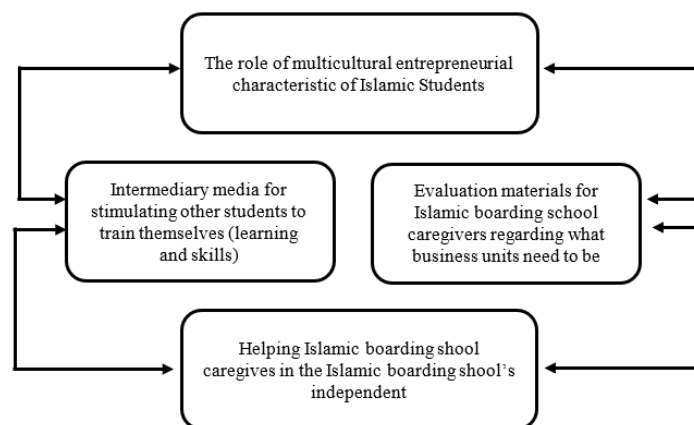 The role of multicultural entrepreneurial
characteristic of Islamic Students
Intermediary media for
stimulating other students to
train themselves (learning
and skills)
Evaluation materials for
Islamic boarding school
caregivers regarding what
business units need to be
Helping Islamic boarding shool
caregives in the Islamic boarding shool's
independent